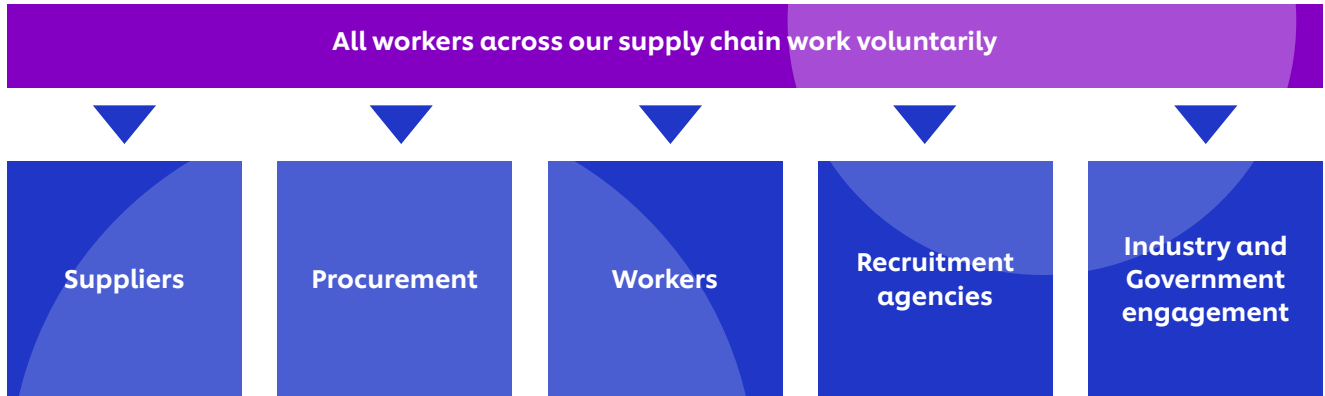 All workers across our supply chain work voluntarily
Suppliers
Procurement
Workers
Recruitment
agencies
Industry and
Government
engagement